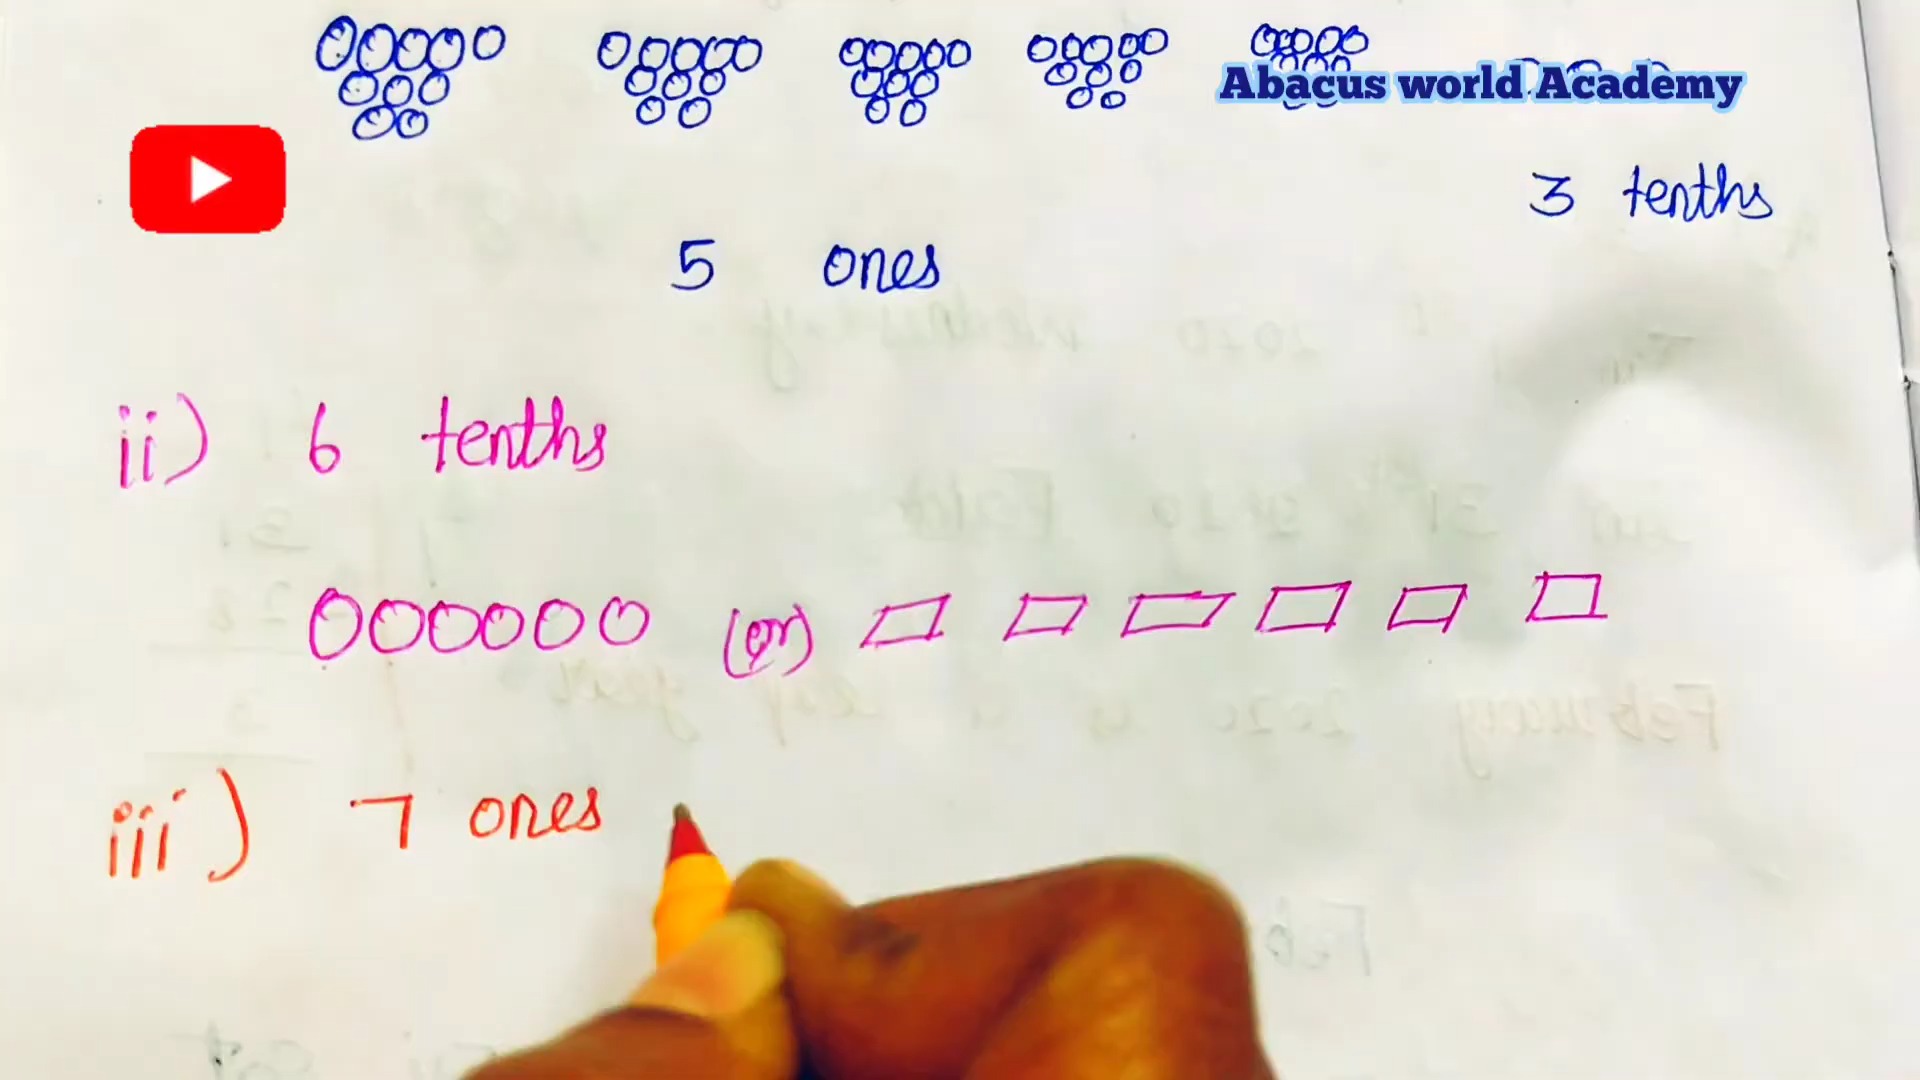 Abacus world Academy
3 tenths
5 ones
ii) 6 tenths
(or)
iii) 7 ones